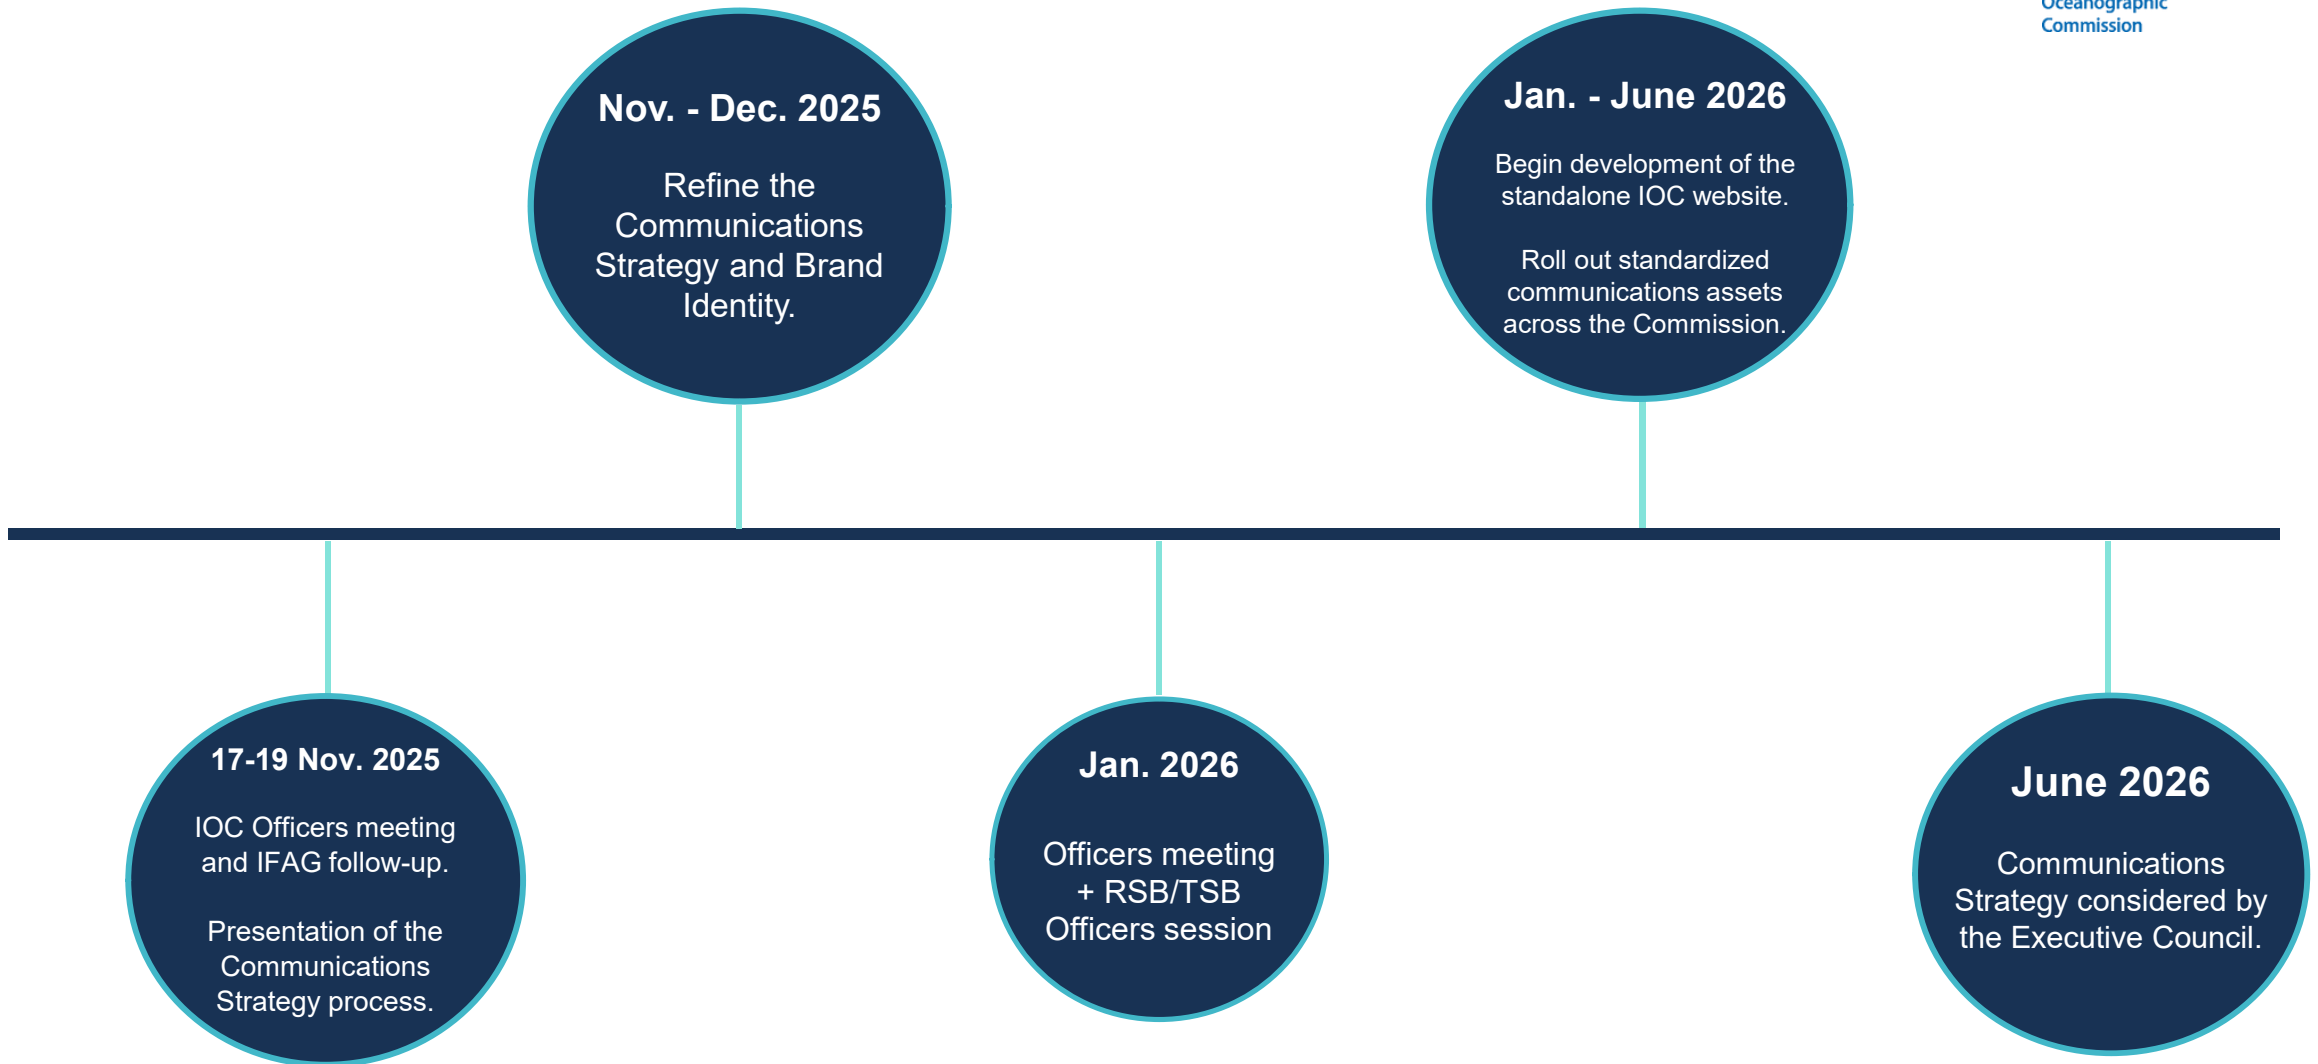 Oceanographic
Commission
Nov. - Dec. 2025
Refine the
Communications
Strategy and Brand
Identity.
Jan. - June 2026
Begin development of the
standalone IOC website.
Roll out standardized
communications assets
across the Commission.
17-19 Nov. 2025
IOC Officers meeting
and IFAG follow-up.
Presentation of the
Communications
Strategy process.
Jan. 2026
Officers meeting
+ RSB/TSB
Officers session
June 2026
Communications
Strategy considered by
the Executive Council.